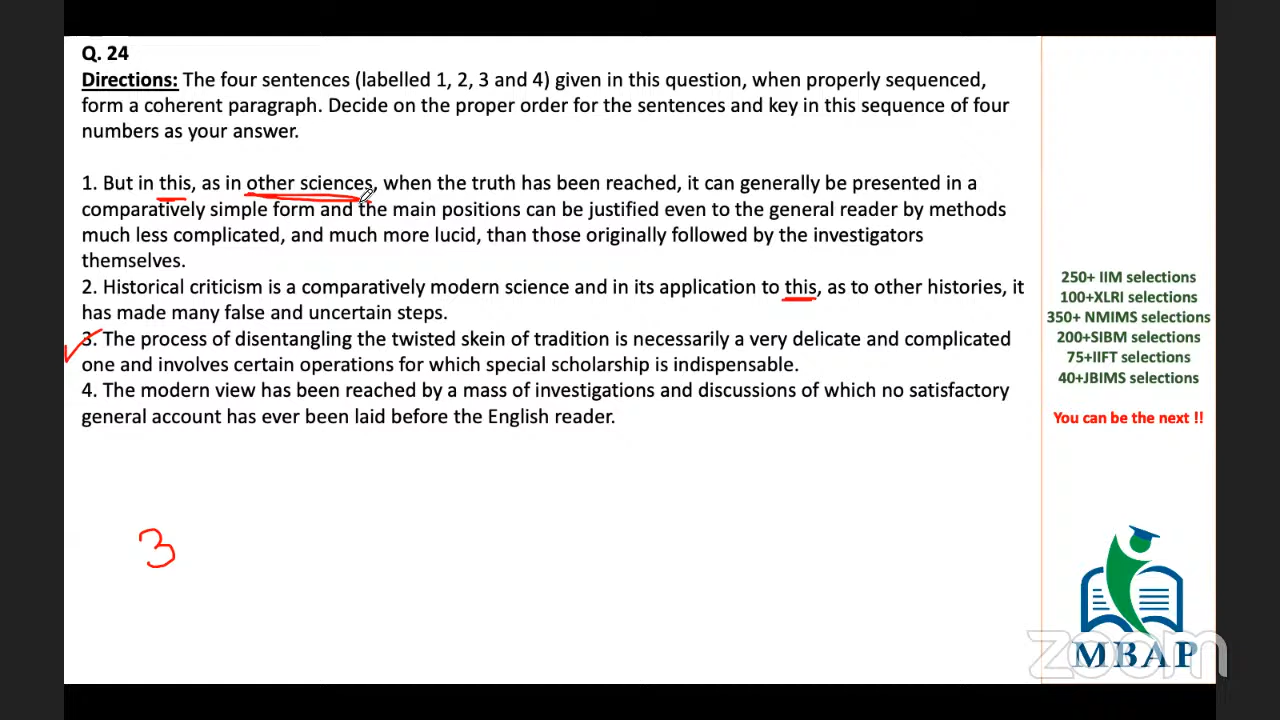 Q. 24
Directions: The four sentences (labelled 1, 2, 3 and 4) given in this question, when properly sequenced,
form a coherent paragraph. Decide on the proper order for the sentences and key in this sequence of four
numbers as your answer.
1. But in this, as in other sciences, when the truth has been reached, it can generally be presented in a
comparatively simple form and the main positions can be justified even to the general reader by methods
much less complicated, and much more lucid, than those originally followed by the investigators
themselves.
2. Historical criticism is a comparatively modern science and in its application to this, as to other histories, it
has made many false and uncertain steps.
3. The process of disentangling the twisted skein of tradition is necessarily a very delicate and complicated
one and involves certain operations for which special scholarship is indispensable.
4. The modern view has been reached by a mass of investigations and discussions of which no satisfactory
general account has ever been laid before the English reader.
3
250+ IIM selections
100+XLRI selections
350+ NMIMS selections
200+SIBM selections
75+IIFT selections
40+JBIMS selections
You can be the next !!
MBAP
zoom